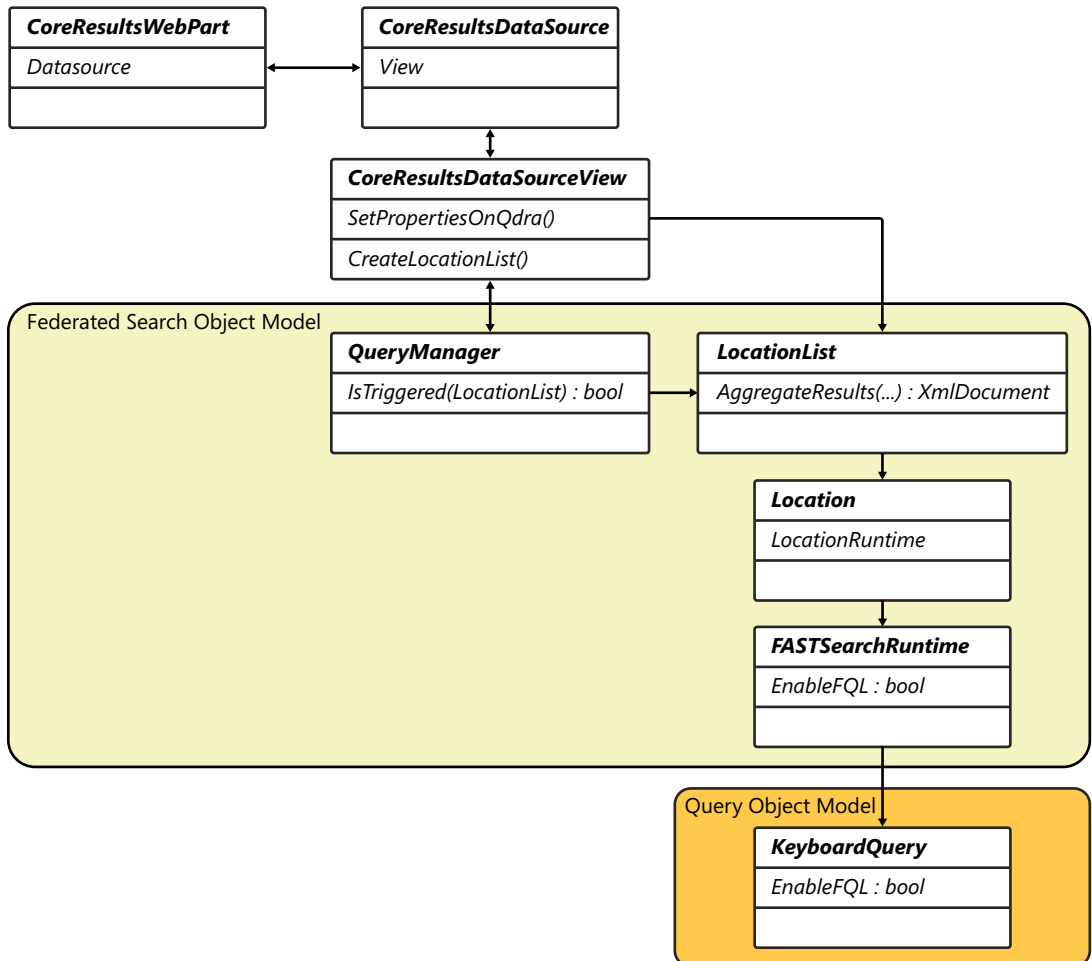 CoreResultsWebPart
Datasource
CoreResultsDataSource
View
CoreResultsDataSourceView
SetPropertiesOnQdra()
CreateLocationList()
Federated Search Object Model
QueryManager
IsTriggered(LocationList) : bool
LocationList
AggregateResults(...) : XmlDocument
Location
LocationRuntime
FASTSearchRuntime
EnableFQL : bool
Query Object Model
KeyboardQuery
EnableFQL : bool